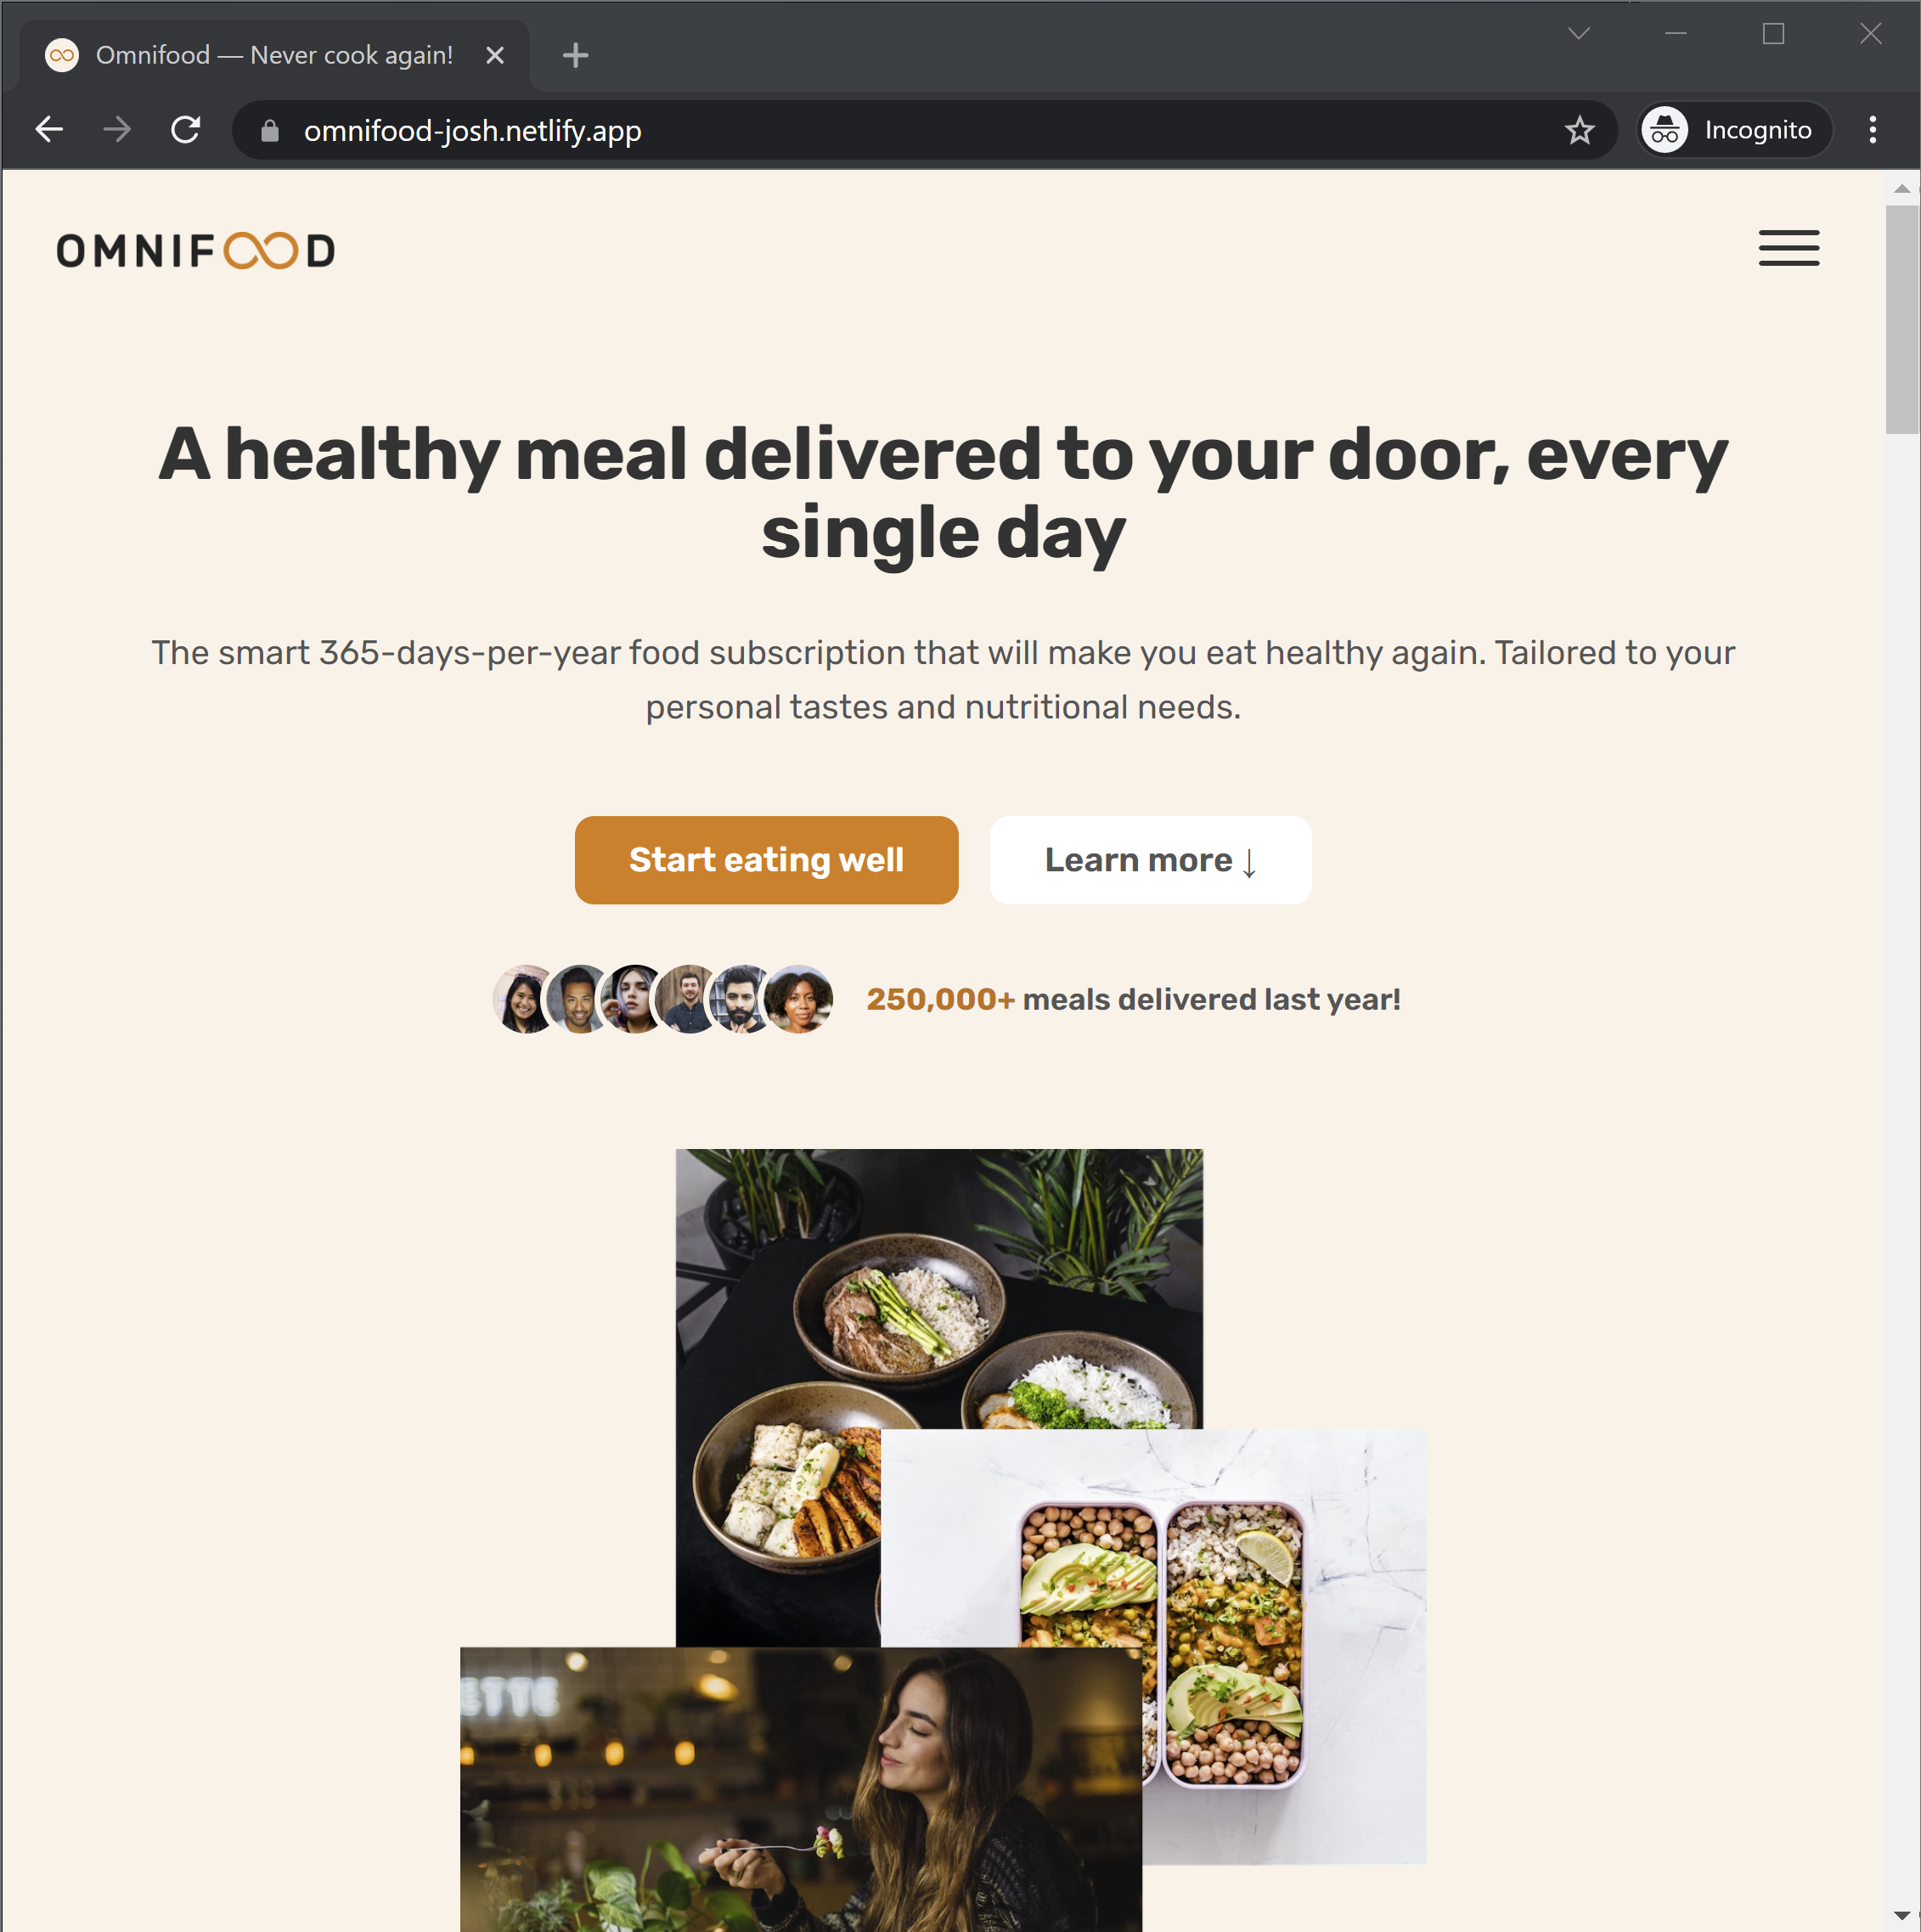 Omnifood — Never cook again!
omnifood-josh.netlify.app
Incognito
OMNIFOOD
A healthy meal delivered to your door, every
single day
The smart 365-days-per-year food subscription that will make you eat healthy again. Tailored to your
personal tastes and nutritional needs.
Start eating well
Learn more ↓
250,000+ meals delivered last year!
ETTE